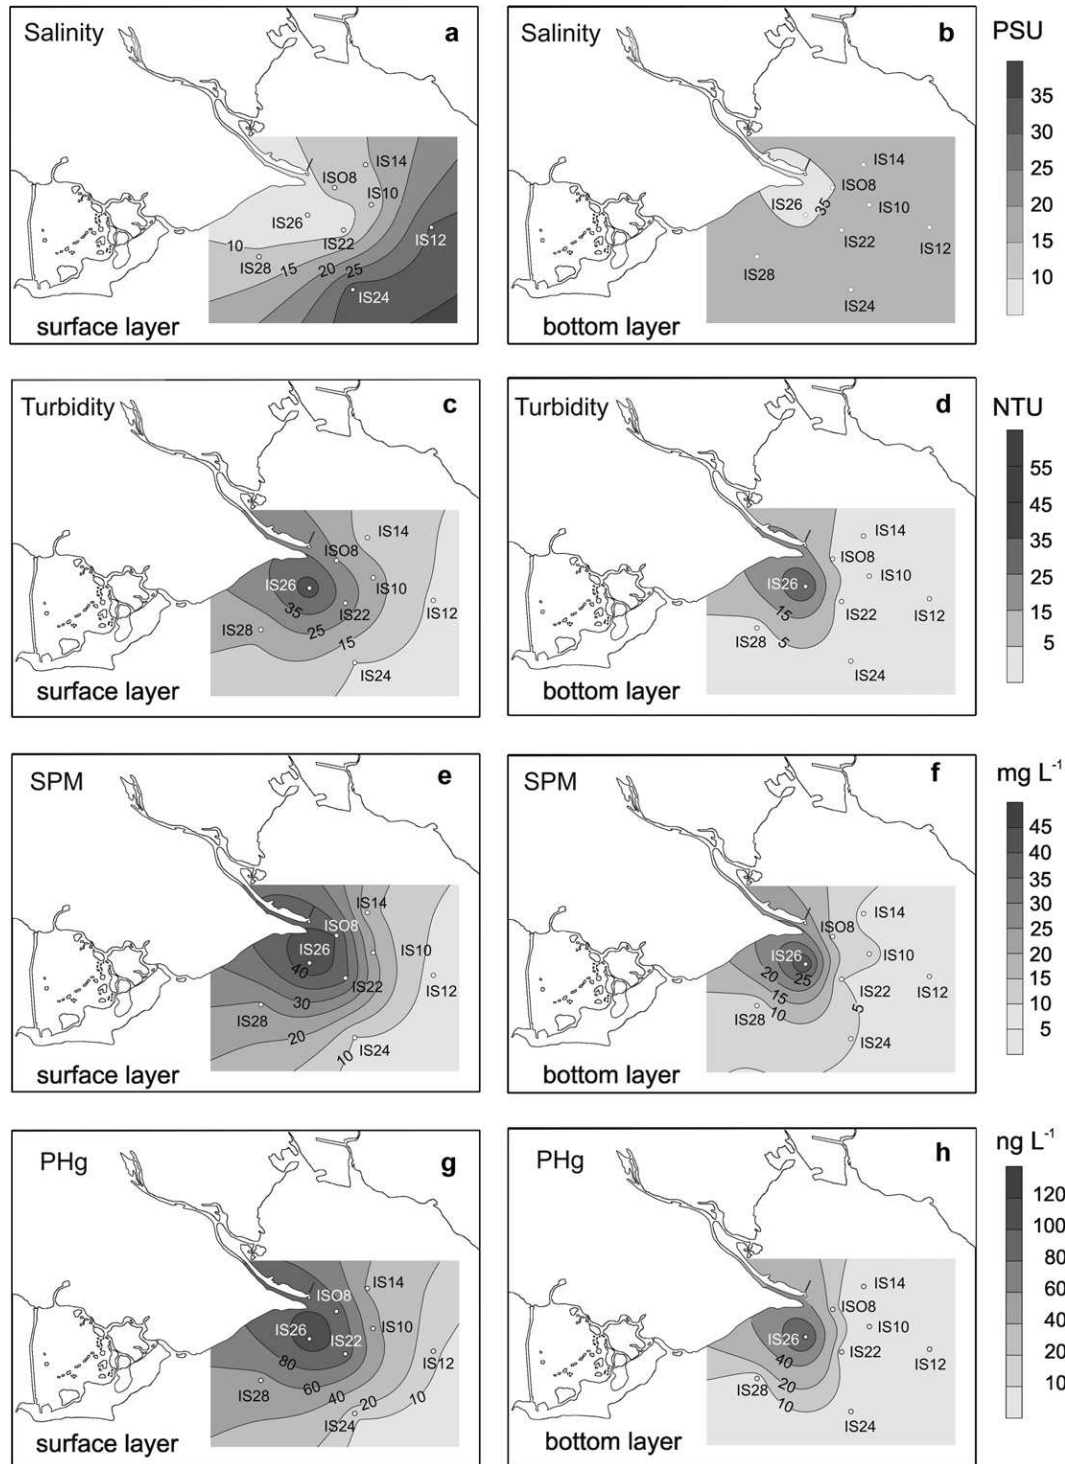 Salinity
a
IS14
ISO8
IS10
IS26
IS22
IS12
10
IS28
15
20
25
IS24
surface layer
Salinity
b
IS14
ISO8
IS26
35
IS10
IS22
IS12
IS28
IS24
bottom layer
PSU
35
30
25
20
15
10
Turbidity
c
IS14
ISO8
IS10
IS26
IS12
35
IS22
25
IS28
15
IS24
surface layer
Turbidity
d
IS14
ISO8
IS10
IS26
IS12
15
IS22
IS28
5
IS24
bottom layer
NTU
55
45
35
25
15
5
SPM
e
IS14
ISO8
IS26
IS10
40
IS12
IS22
30
IS28
20
10
IS24
surface layer
SPM
f
IS14
ISO8
IS10
IS26
20
25
IS12
IS22
15
10
5
IS28
IS24
bottom layer
mg L⁻¹
45
40
35
30
25
20
15
10
5
PHg
g
IS14
ISO8
IS10
IS26
IS22
IS12
80
60
IS28
40
20
10
IS24
surface layer
PHg
h
IS14
ISO8
IS10
IS26
IS22
IS12
40
20
IS28
10
IS24
bottom layer
ng L⁻¹
120
100
80
60
40
20
10